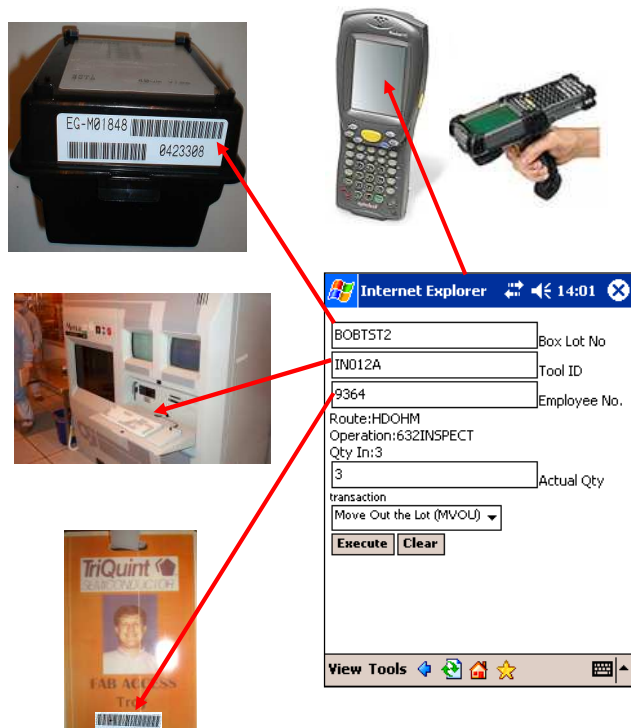 EG-M01848
0423308
Internet Explorer 14:01
BOBTST2 Box Lot No
IN012A Tool ID
9364 Employee No.
Route:HDOHM
Operation:632INSPECT
Qty In:3
3 Actual Qty
transaction
Move Out the Lot (MVOU)
Execute Clear
View Tools
TriQuint
SEMICONDUCTOR
FAB ACCESS